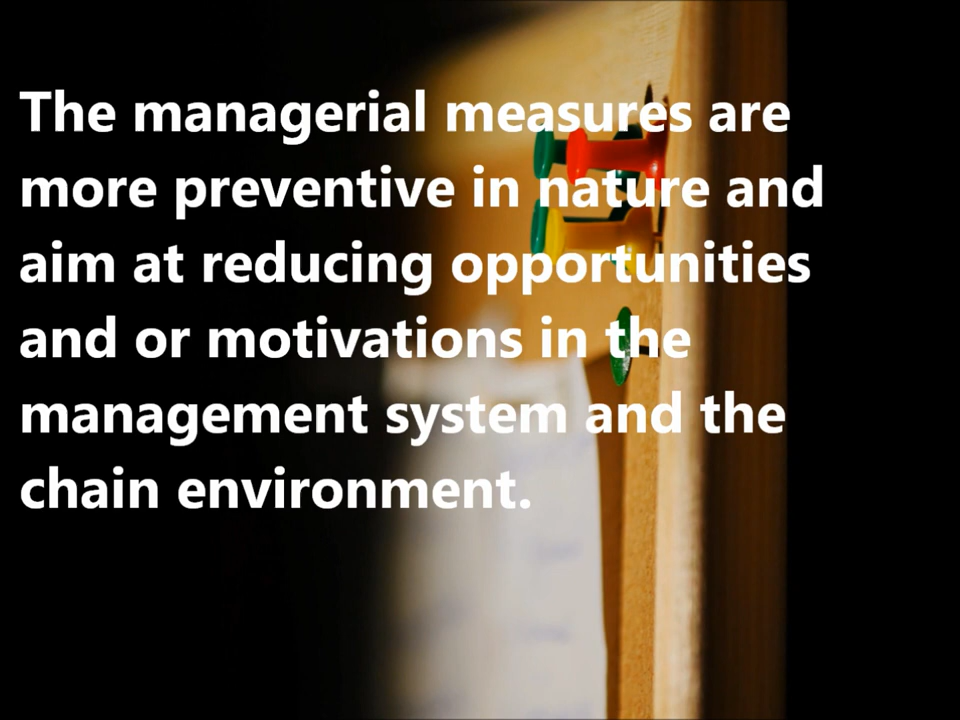 The managerial measures are
more preventive in nature and
aim at reducing opportunities
and or motivations in the
management system and the
chain environment.